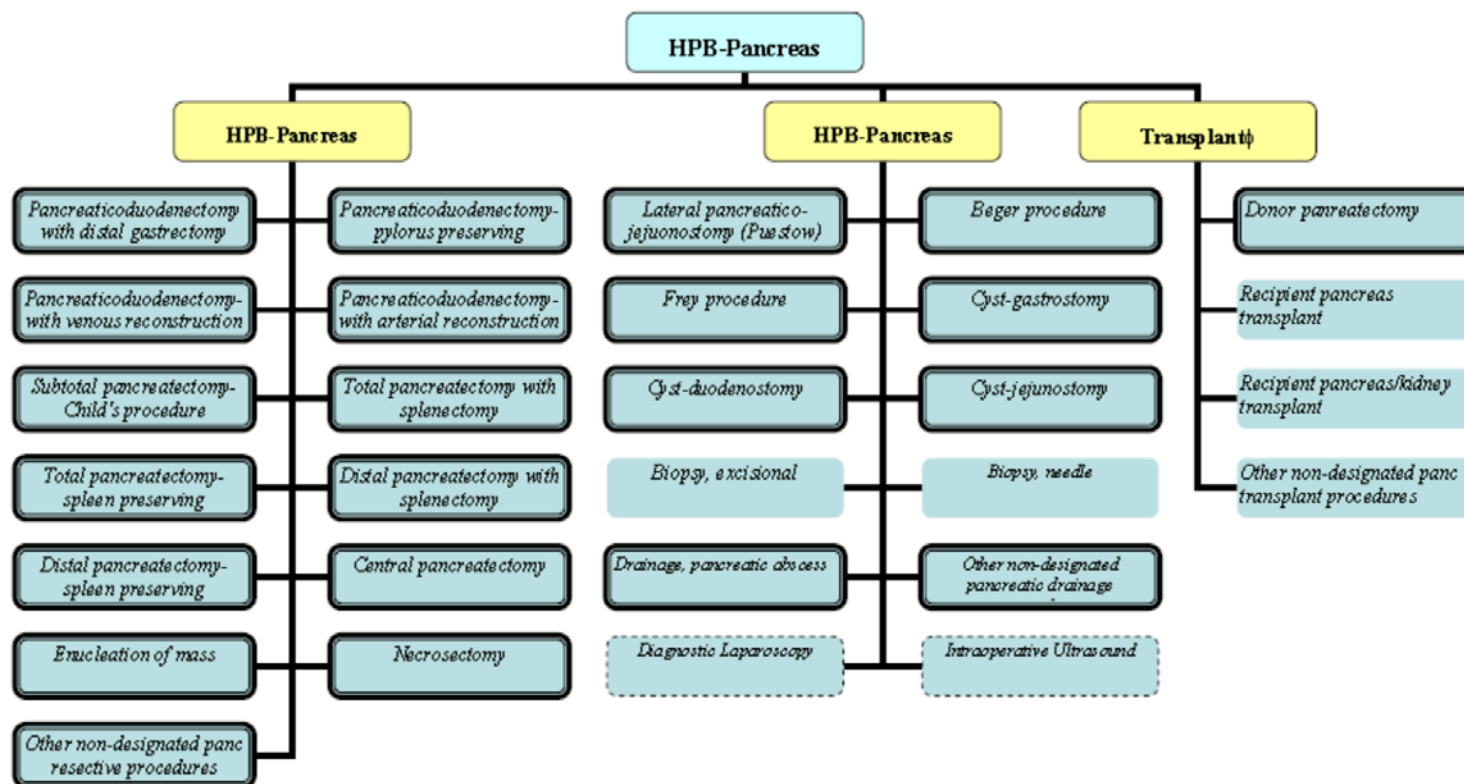 HPB-Pancreas
HPB-Pancreas
HPB-Pancreas
Transplantϕ
Pancreaticoduodenectomy
with distal gastrectomy
Pancreaticoduodenectomy-
pylorus preserving
Lateral pancreatico-
jejuonostomy (Puestow)
Beger procedure
Donor panreatectomy
Pancreaticoduodenectomy-
with venous reconstruction
Pancreaticoduodenectomy-
with arterial reconstruction
Frey procedure
Cyst-gastrostomy
Recipient pancreas
transplant
Subtotal pancreatectomy-
Child's procedure
Total pancreatectomy with
splenectomy
Cyst-duodenostomy
Cyst-jejunostomy
Recipient pancreas/kidney
transplant
Total pancreatectomy-
spleen preserving
Distal pancreatectomy with
splenectomy
Biopsy, excisional
Biopsy, needle
Other non-designated panc
transplant procedures
Distal pancreatectomy-
spleen preserving
Central pancreatectomy
Drainage, pancreatic abscess
Other non-designated
pancreatic drainage
Enucleation of mass
Necrosectomy
Diagnostic Laparoscopy
Intraoperative Ultrasound
Other non-designated panc
resective procedures